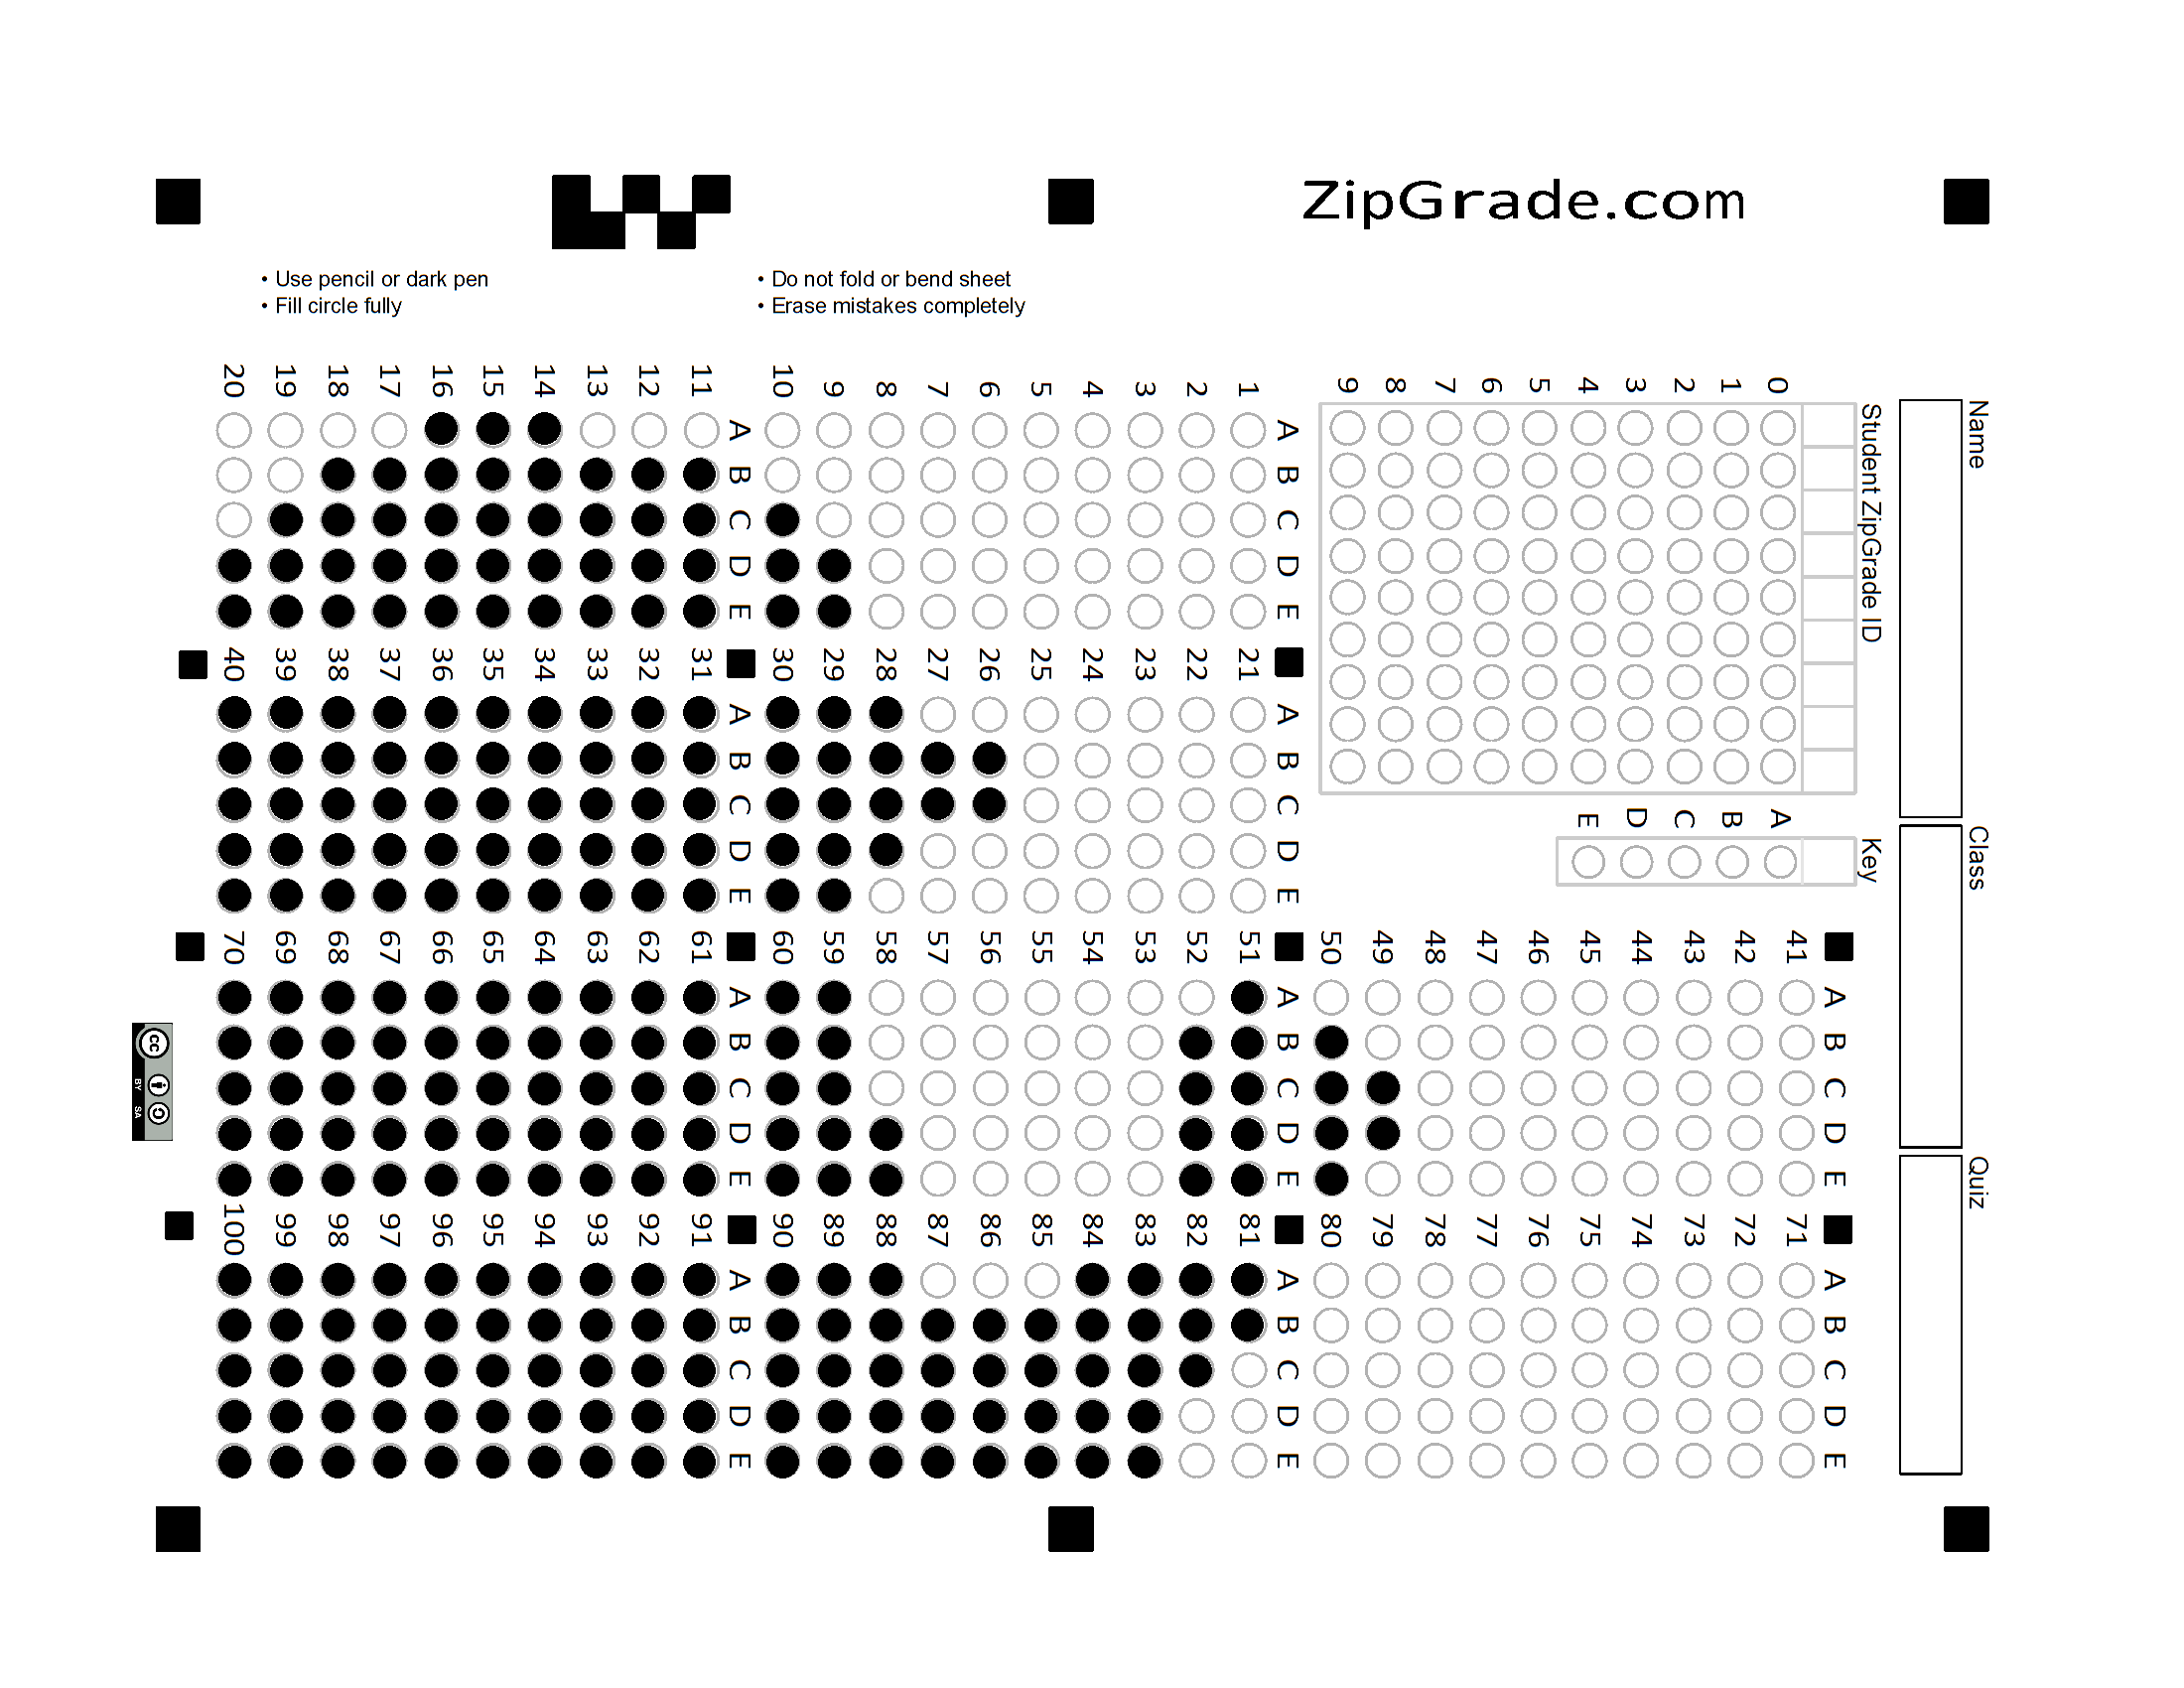 ZipGrade.com
• Use pencil or dark pen
• Fill circle fully
• Do not fold or bend sheet
• Erase mistakes completely
Name
Class
Quiz
Student ZipGrade ID
0 1 2 3 4 5 6 7 8 9
Key
A B C D E
A B C D E
1 2 3 4 5 6 7 8 9 10
A B C D E
11 12 13 14 15 16 17 18 19 20
A B C D E
21 22 23 24 25 26 27 28 29 30
A B C D E
31 32 33 34 35 36 37 38 39 40
A B C D E
41 42 43 44 45 46 47 48 49 50
A B C D E
51 52 53 54 55 56 57 58 59 60
A B C D E
61 62 63 64 65 66 67 68 69 70
A B C D E
71 72 73 74 75 76 77 78 79 80
A B C D E
81 82 83 84 85 86 87 88 89 90
A B C D E
91 92 93 94 95 96 97 98 99 100
A B C D E
cc
BY SA